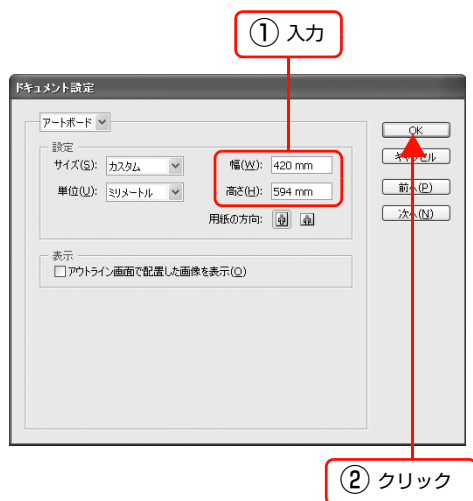 ① 入力
ドキュメント設定
アートボード
設定
サイズ(S): カスタム 幅(W): 420 mm
単位(U): ミリメートル 高さ(H): 594 mm
用紙の方向:
表示
アウトライン画面で配置した画像を表示(O)
OK
キャンセル
前へ(P)
次へ(N)
② クリック